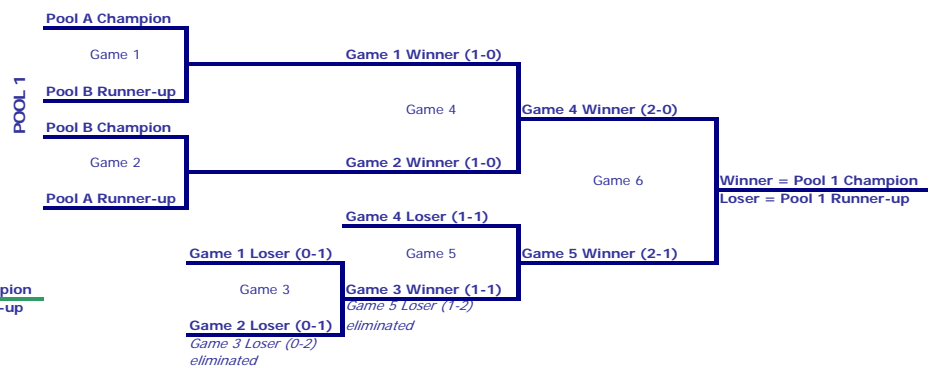 Pool A Champion
Game 1
POOL 1
Pool B Runner-up
Game 1 Winner (1-0)
Game 4
Game 4 Winner (2-0)
Pool B Champion
Game 2
Pool A Runner-up
Game 2 Winner (1-0)
Game 6
Winner = Pool 1 Champion
Loser = Pool 1 Runner-up
Game 4 Loser (1-1)
Game 1 Loser (0-1)
Game 5
Game 5 Winner (2-1)
Game 3
Game 3 Winner (1-1)
Game 5 Loser (1-2)
eliminated
Game 2 Loser (0-1)
Game 3 Loser (0-2)
eliminated
pion
-up